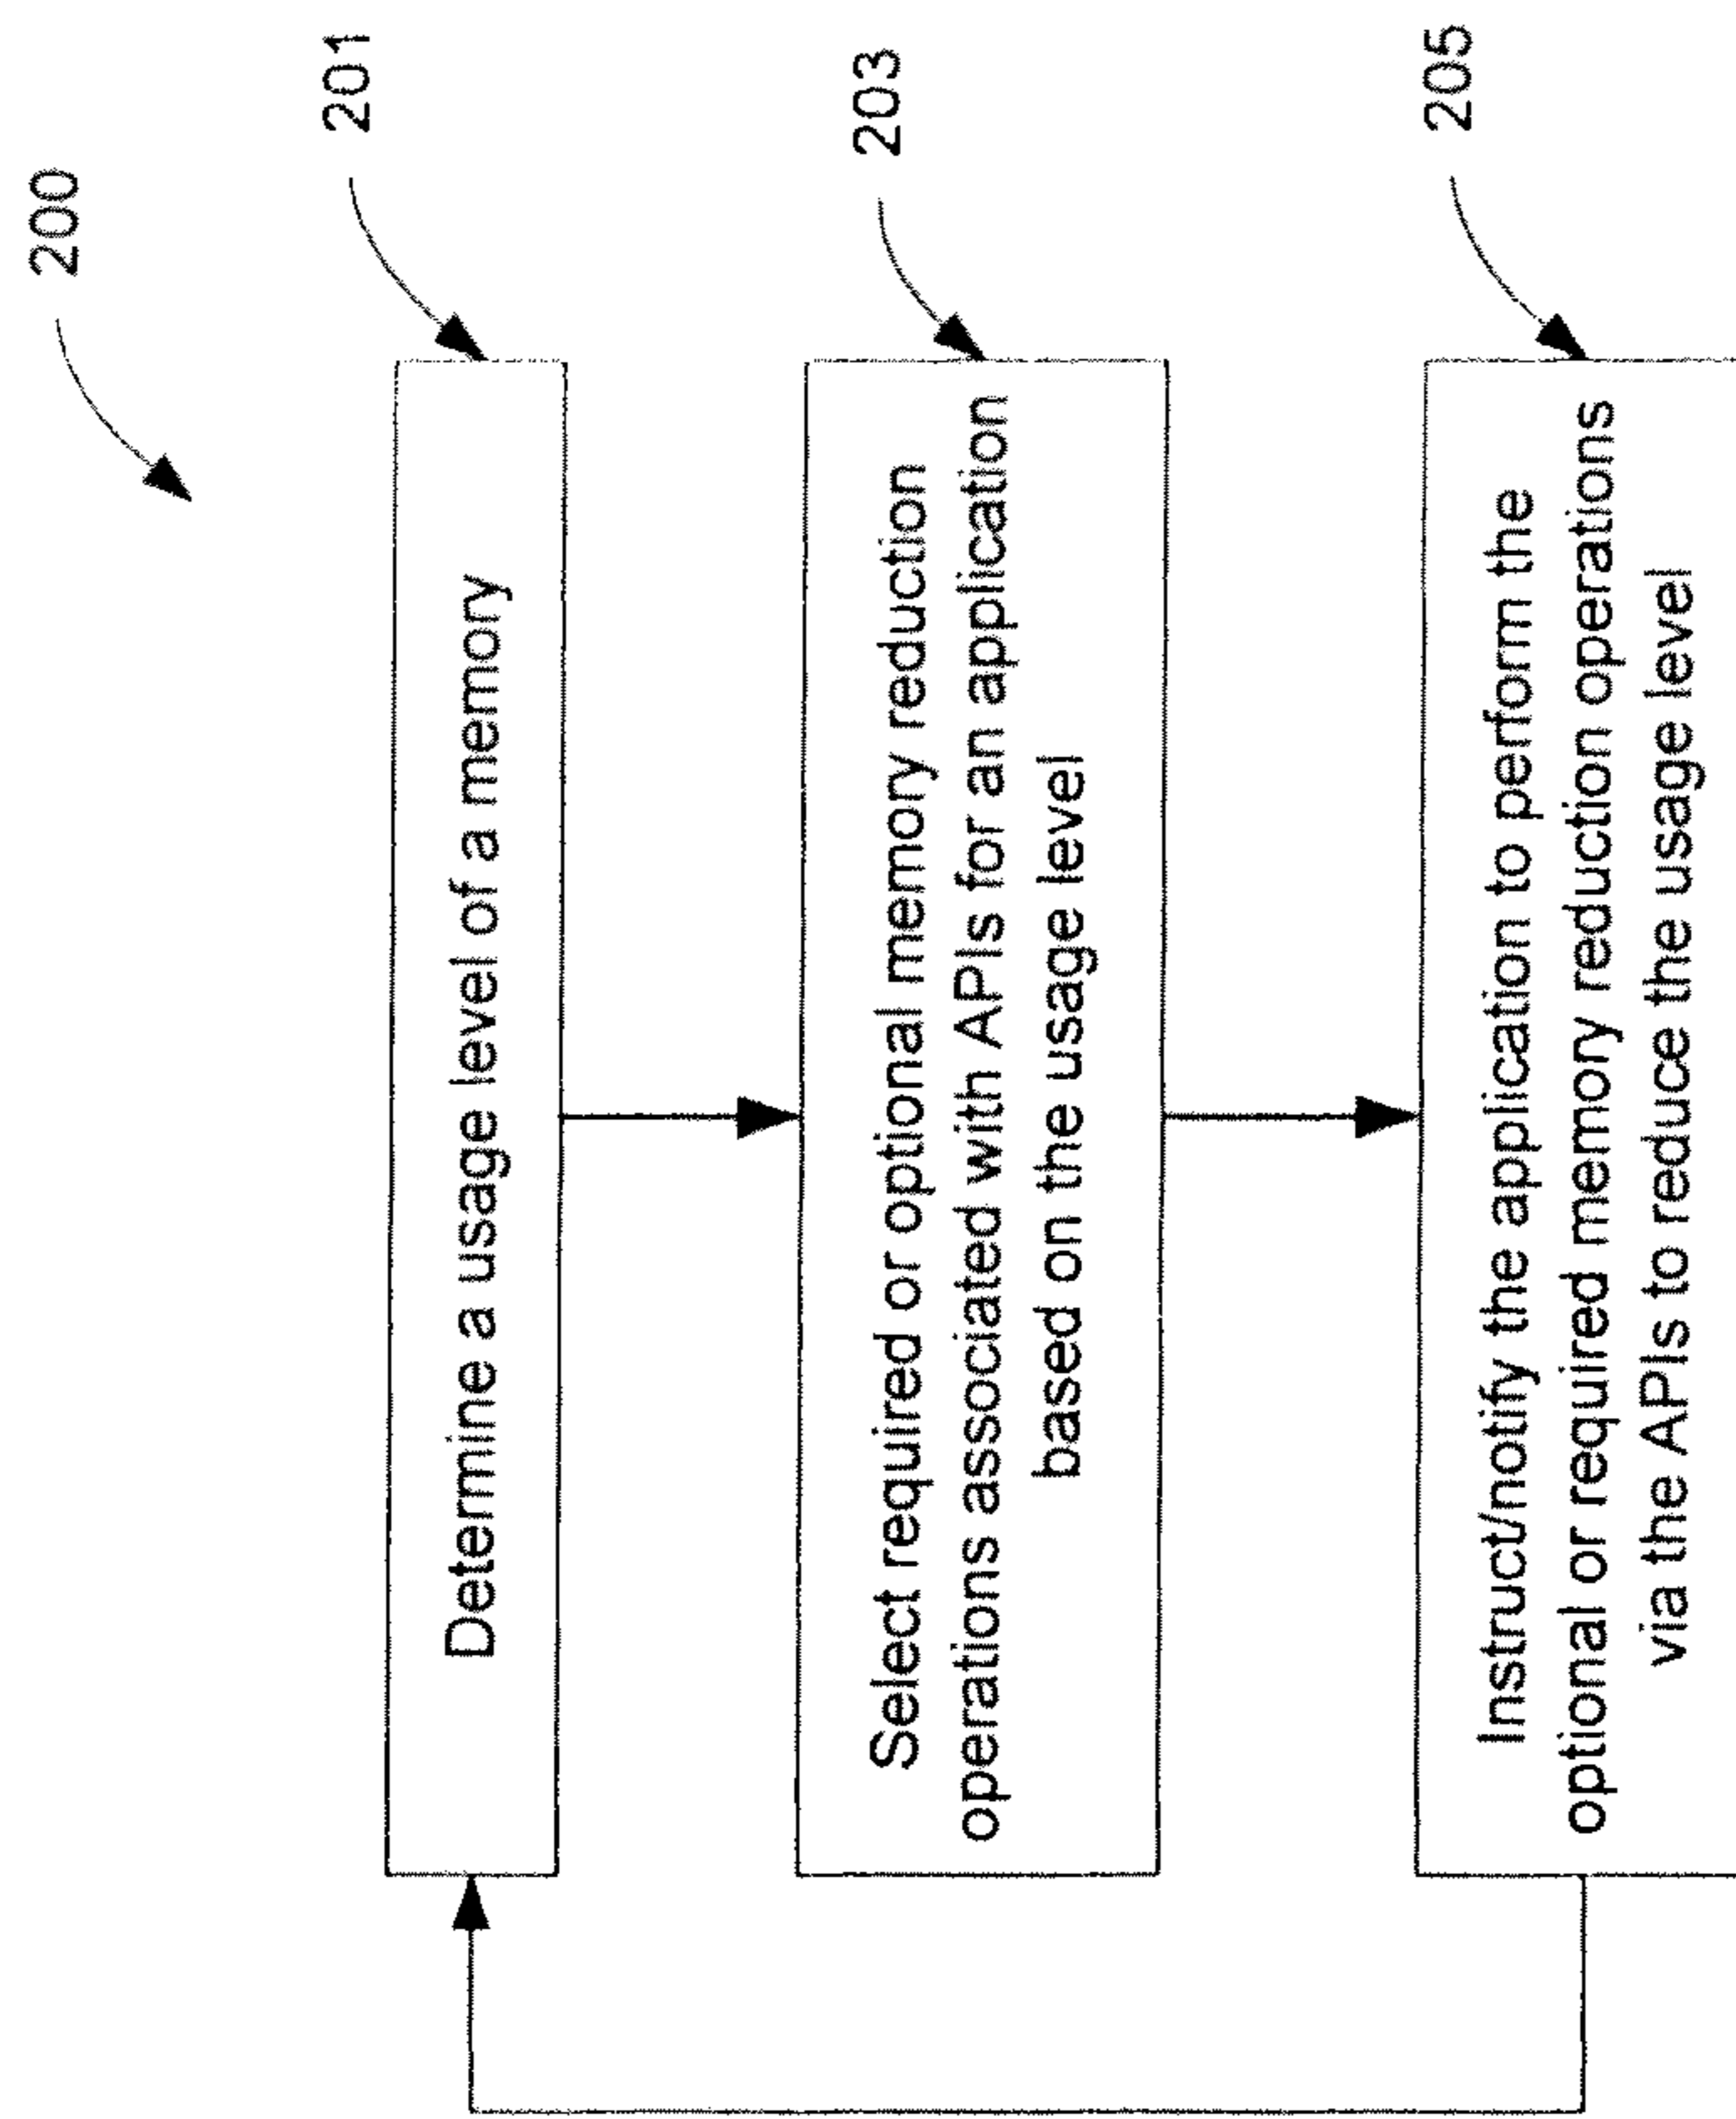 200
201
Determine a usage level of a memory
203
Select required or optional memory reduction
operations associated with APIs for an application
based on the usage level
205
Instruct/notify the application to perform the
optional or required memory reduction operations
via the APIs to reduce the usage level